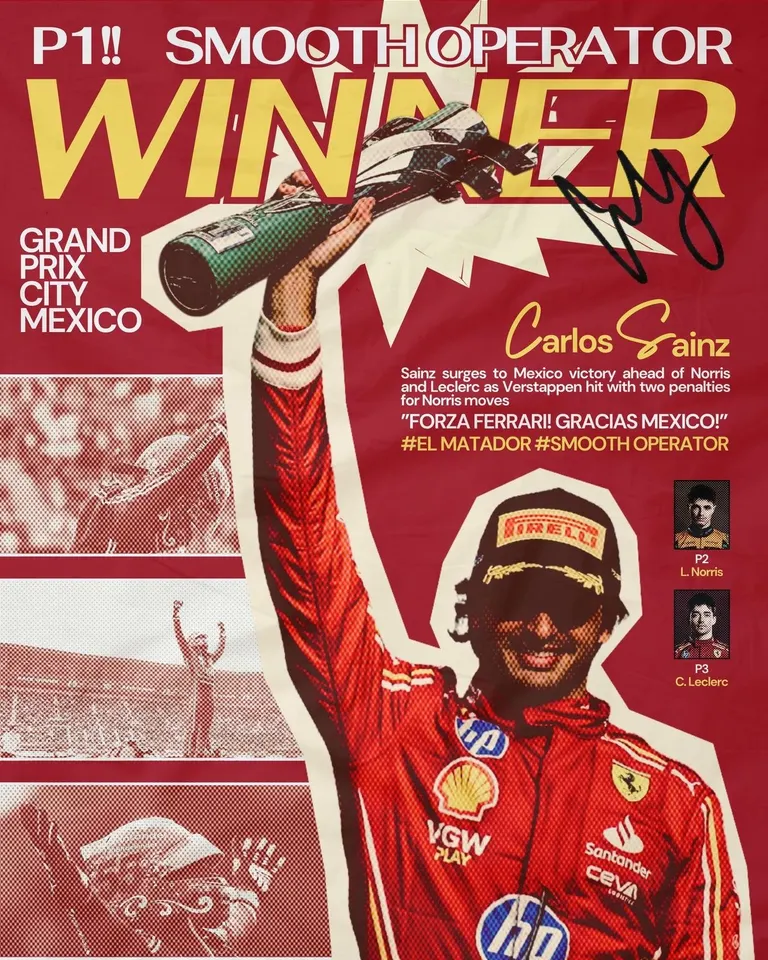 P1!! SMOOTH OPERATOR
WINNER
GRAND
PRIX
CITY
MEXICO
Carlos Sainz
Sainz surges to Mexico victory ahead of Norris
and Leclerc as Verstappen hit with two penalties
for Norris moves
"FORZA FERRARI! GRACIAS MEXICO!"
#EL MATADOR #SMOOTH OPERATOR
P2
L. Norris
P3
C. Leclerc
PIRELLI
hp
VGW
PLAY
Santander
CEVA
LOGISTICS
hp